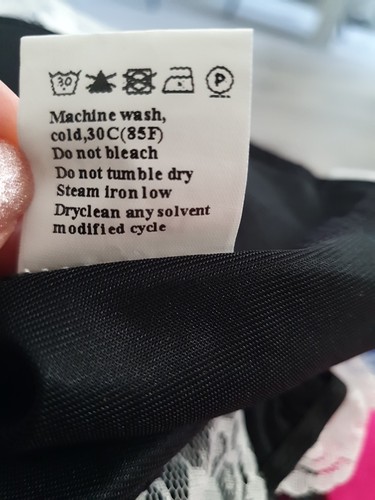 30 P
Machine wash,
cold,30C(85F)
Do not bleach
Do not tumble dry
Steam iron low
Dryclean any solvent
modified cycle